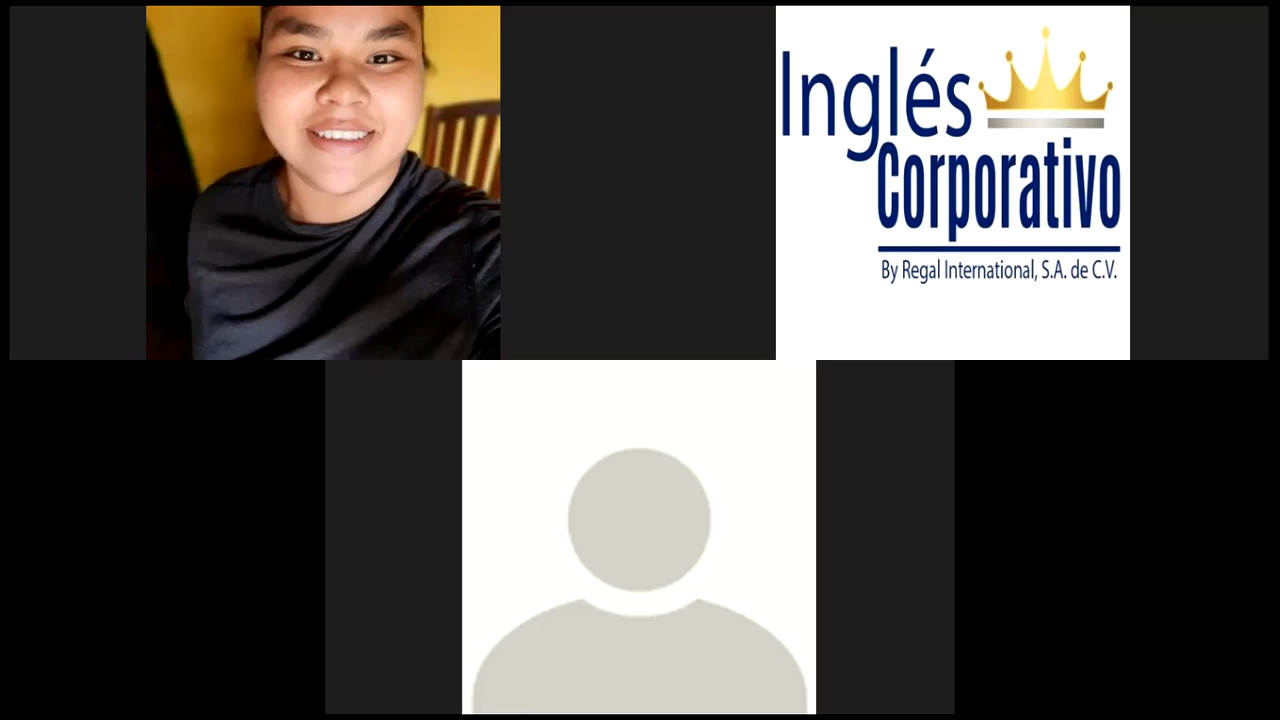 Inglés
Corporativo
By Regal International, S.A. de C.V.